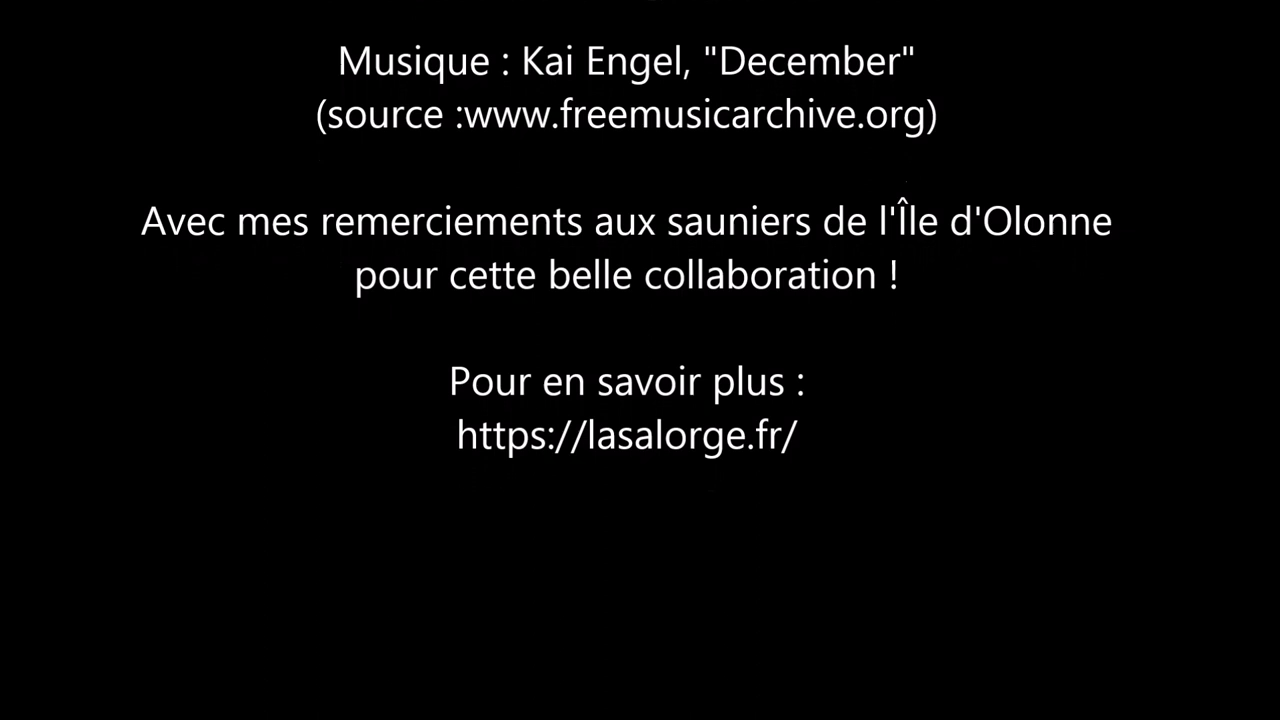 Musique : Kai Engel, "December"
(source :www.freemusicarchive.org)
Avec mes remerciements aux sauniers de l'Île d'Olonne
pour cette belle collaboration !
Pour en savoir plus :
https://lasalorge.fr/